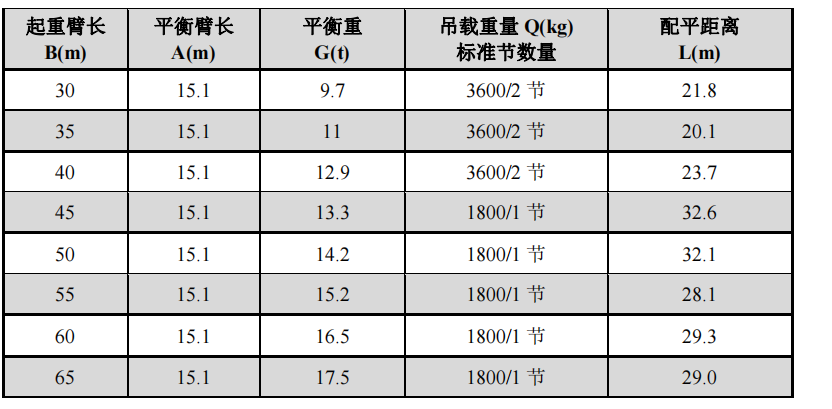 起重臂长 平衡臂长 平衡重 吊载重量 Q(kg) 配平距离
B(m) A(m) G(t) 标准节数量 L(m)
30 15.1 9.7 3600/2 节 21.8
35 15.1 11 3600/2 节 20.1
40 15.1 12.9 3600/2 节 23.7
45 15.1 13.3 1800/1 节 32.6
50 15.1 14.2 1800/1 节 32.1
55 15.1 15.2 1800/1 节 28.1
60 15.1 16.5 1800/1 节 29.3
65 15.1 17.5 1800/1 节 29.0